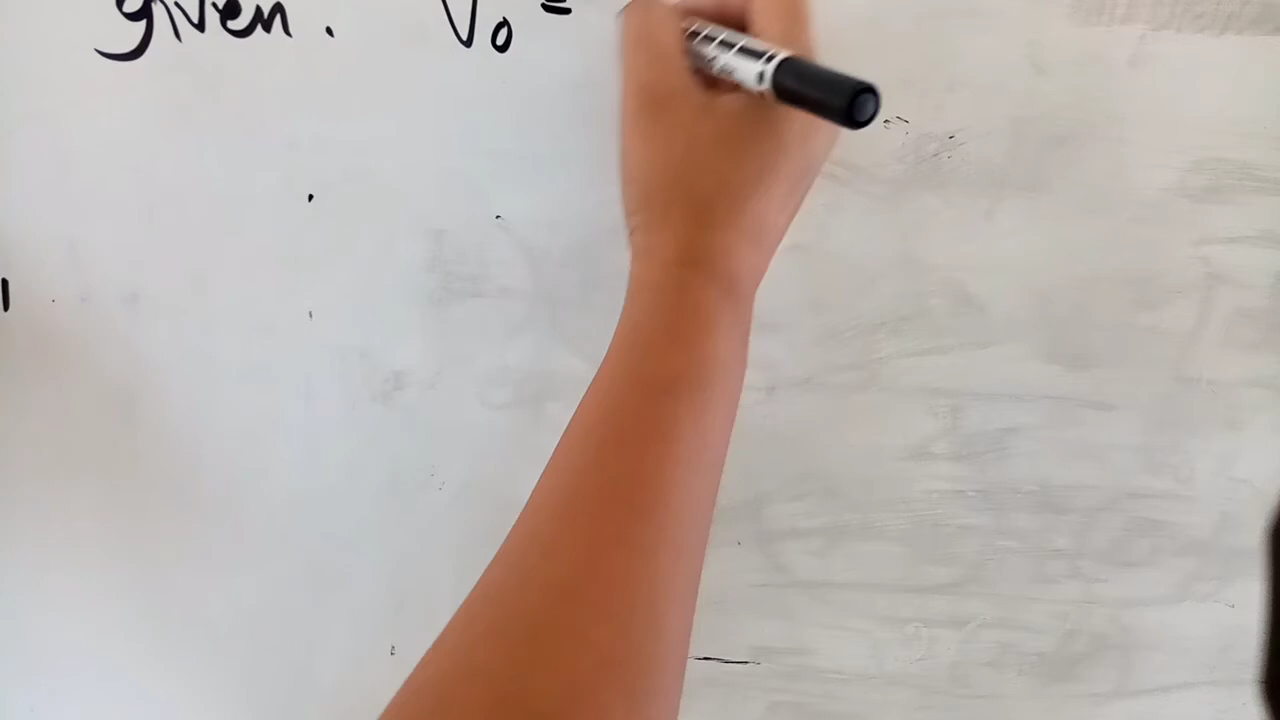 given. V₀ =